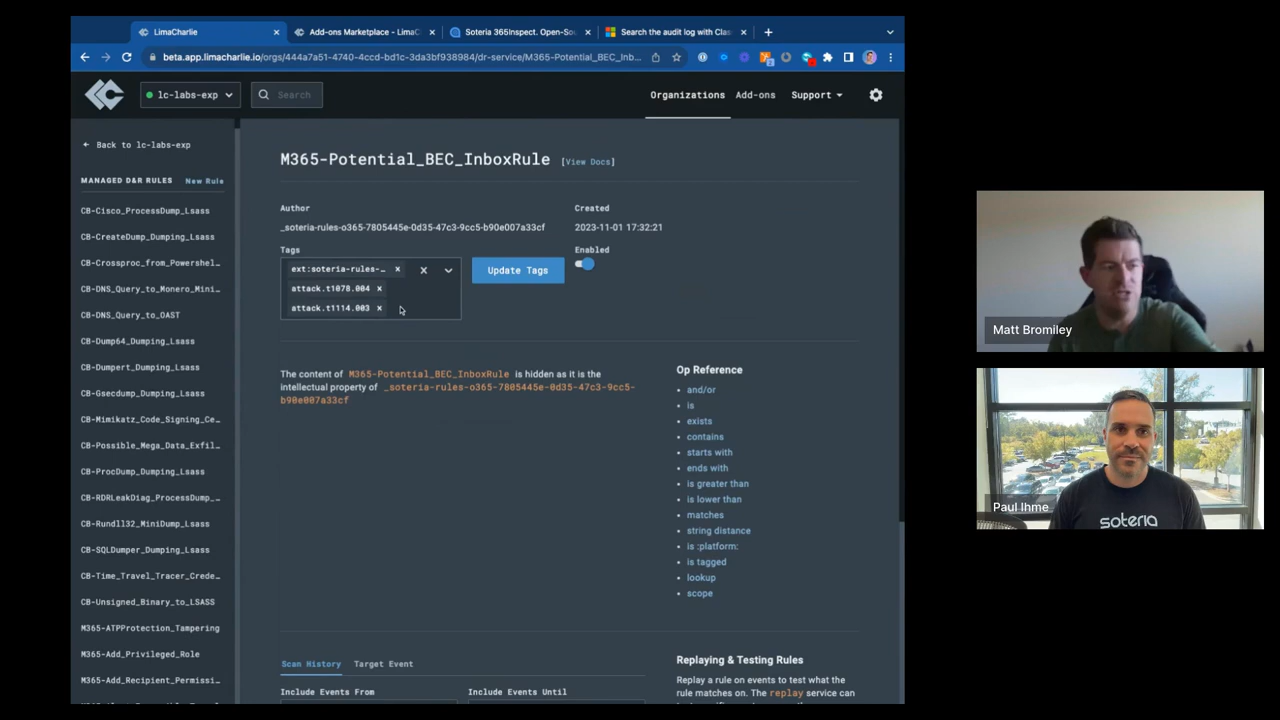 LimaCharlie
Add-ons Marketplace - LimaC
Soteria 365Inspect. Open-Sou
Search the audit log with Clas
beta.app.limacharlie.io/orgs/444a7a51-4740-4ccd-bd1c-3da3bf938984/dr-service/M365-Potential_BEC_Inb...
lc-labs-exp
Search
Organizations
Add-ons
Support
← Back to lc-labs-exp
MANAGED D&R RULES
New Rule
CB-Cisco_ProcessDump_Lsass
CB-CreateDump_Dumping_Lsass
CB-Crossproc_from_Powershel…
CB-DNS_Query_to_Monero_Mini…
CB-DNS_Query_to_OAST
CB-Dump64_Dumping_Lsass
CB-Dumpert_Dumping_Lsass
CB-Gsecdump_Dumping_Lsass
CB-Mimikatz_Code_Signing_Ce…
CB-Possible_Mega_Data_Exfil…
CB-ProcDump_Dumping_Lsass
CB-RDRLeakDiag_ProcessDump_…
CB-Rundll32_MiniDump_Lsass
CB-SQLDumper_Dumping_Lsass
CB-Time_Travel_Tracer_Crede…
CB-Unsigned_Binary_to_LSASS
M365-ATPProtection_Tampering
M365-Add_Privileged_Role
M365-Add_Recipient_Permissi…
M365-Potential_BEC_InboxRule [View Docs]
Author
_soteria-rules-o365-7805445e-0d35-47c3-9cc5-b90e007a33cf
Created
2023-11-01 17:32:21
Tags
ext:soteria-rules-…
attack.t1078.004
attack.t1114.003
Update Tags
Enabled
The content of M365-Potential_BEC_InboxRule is hidden as it is the
intellectual property of _soteria-rules-o365-7805445e-0d35-47c3-9cc5-
b90e007a33cf
Op Reference
• and/or
• is
• exists
• contains
• starts with
• ends with
• is greater than
• is lower than
• matches
• string distance
• is :platform:
• is tagged
• lookup
• scope
Scan History
Target Event
Include Events From
Include Events Until
Replaying & Testing Rules
Replay a rule on events to test what the
rule matches on. The replay service can
Matt Bromiley
Paul Ihme
soteria